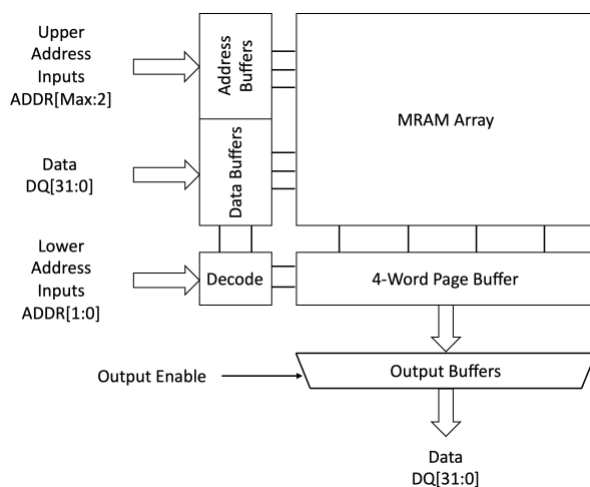 Upper
Address
Inputs
ADDR[Max:2]
Address
Buffers
MRAM Array
Data
DQ[31:0]
Data Buffers
Lower
Address
Inputs
ADDR[1:0]
Decode
4-Word Page Buffer
Output Enable
Output Buffers
Data
DQ[31:0]